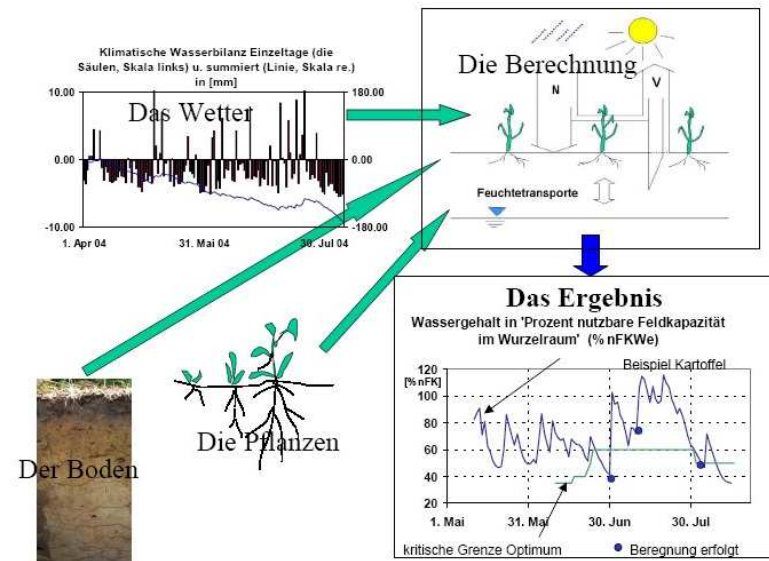 Klimatische Wasserbilanz Einzeltage (die
Säulen, Skala links) u. summiert (Linie, Skala re.)
in [mm]
10.00
180.00
Das Wetter
0.00
0.00
-10.00
-180.00
1. Apr 04
31. Mai 04
30. Jul 04
Die Berechnung
N
V
Feuchtetransporte
Der Boden
Die Pflanzen
Das Ergebnis
Wassergehalt in 'Prozent nutzbare Feldkapazität
im Wurzelraum' (% nFKWe)
Beispiel Kartoffel
120
[% nFK]
100
80
60
40
20
1. Mai
31. Mai
30. Jun
30. Jul
kritische Grenze Optimum
Beregnung erfolgt